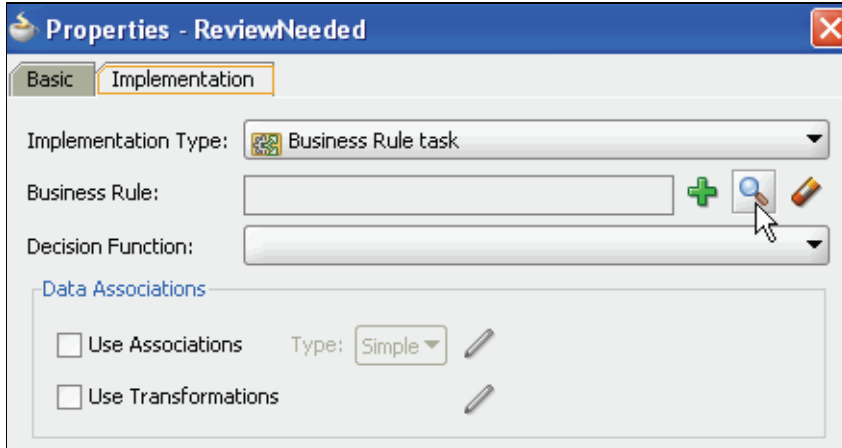 Properties - ReviewNeeded
Basic Implementation
Implementation Type: Business Rule task
Business Rule:
Decision Function:
Data Associations
Use Associations Type: Simple
Use Transformations